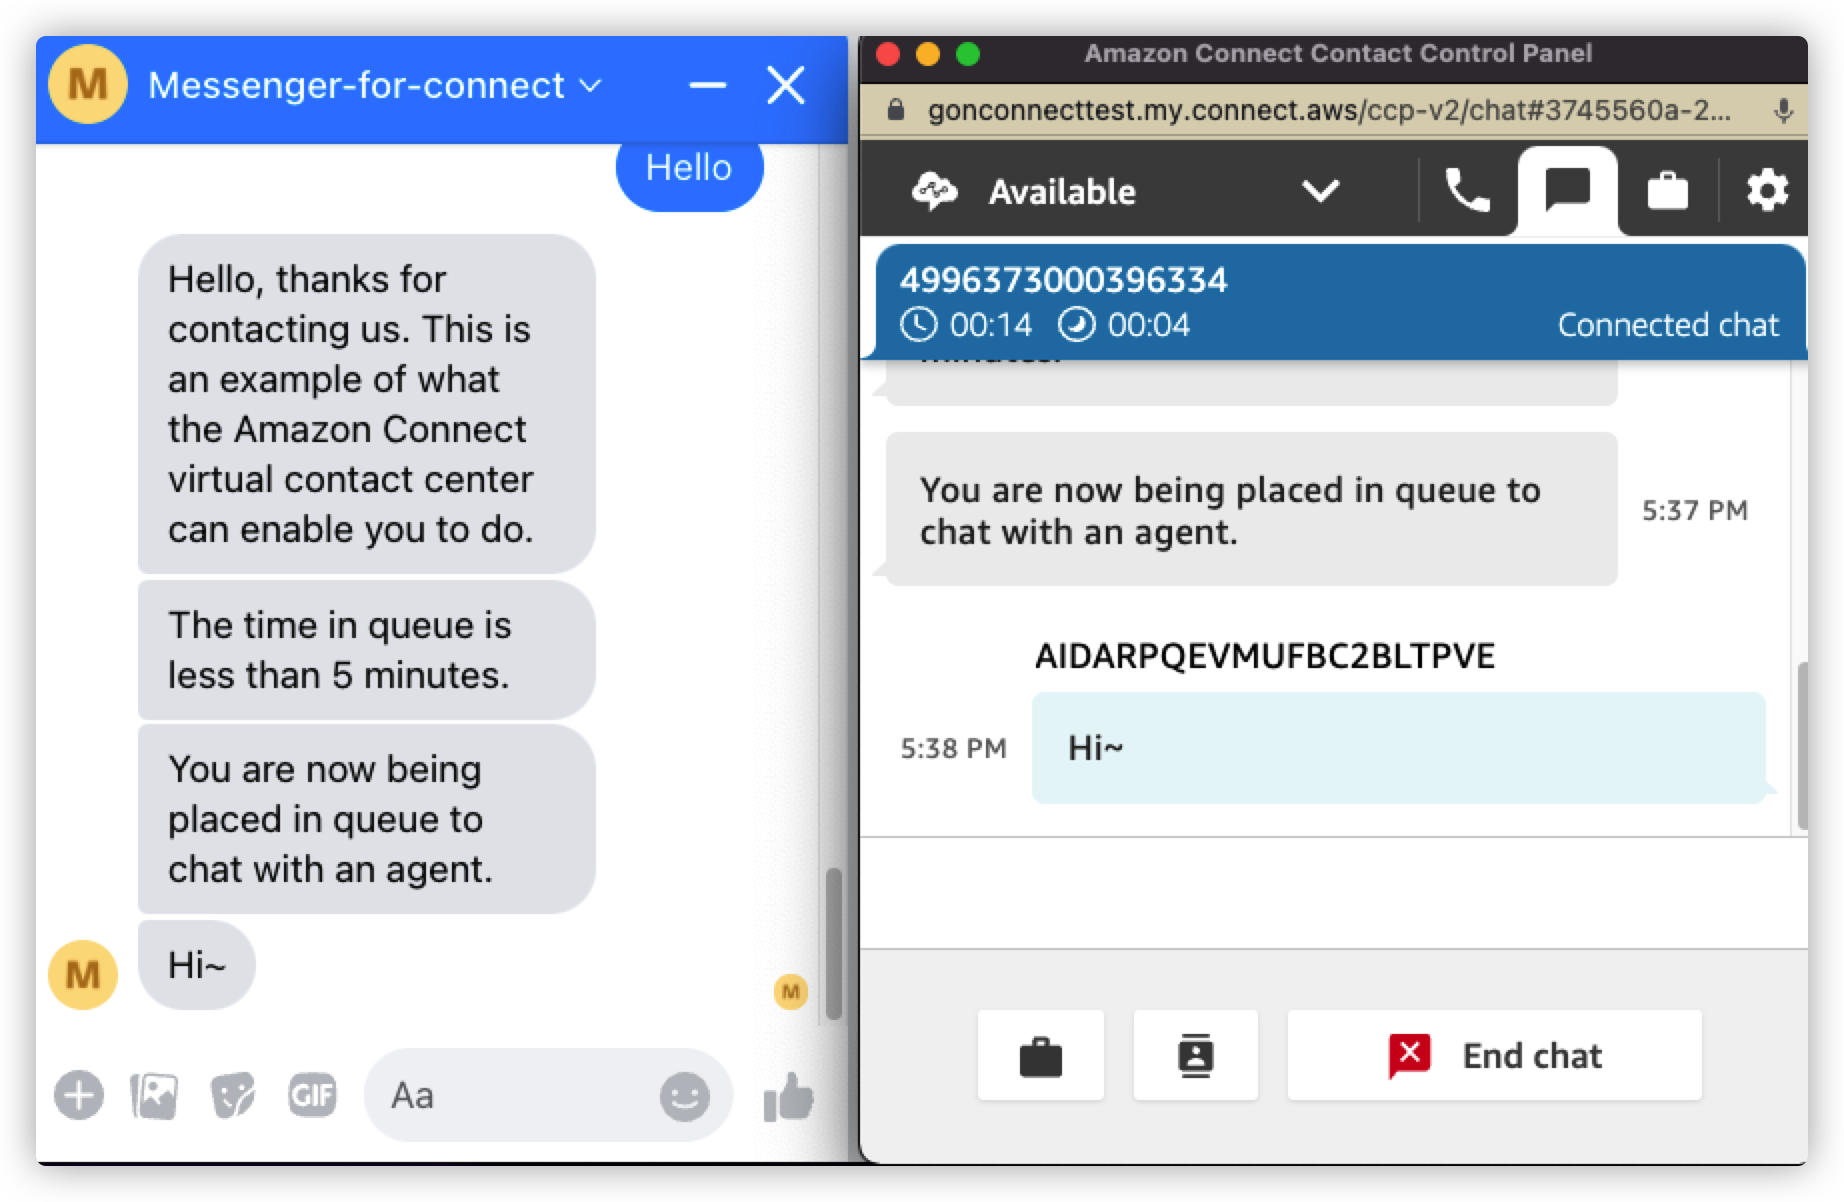 M
Messenger-for-connect
Hello
Hello, thanks for
contacting us. This is
an example of what
the Amazon Connect
virtual contact center
can enable you to do.
The time in queue is
less than 5 minutes.
You are now being
placed in queue to
chat with an agent.
M
Hi~
M
GIF
Aa
Amazon Connect Contact Control Panel
gonconnecttest.my.connect.aws/ccp-v2/chat#3745560a-2...
Available
4996373000396334
00:14 00:04 Connected chat
minutes.
You are now being placed in queue to
chat with an agent.
5:37 PM
AIDARPQEVMUFBC2BLTPVE
5:38 PM
Hi~
End chat